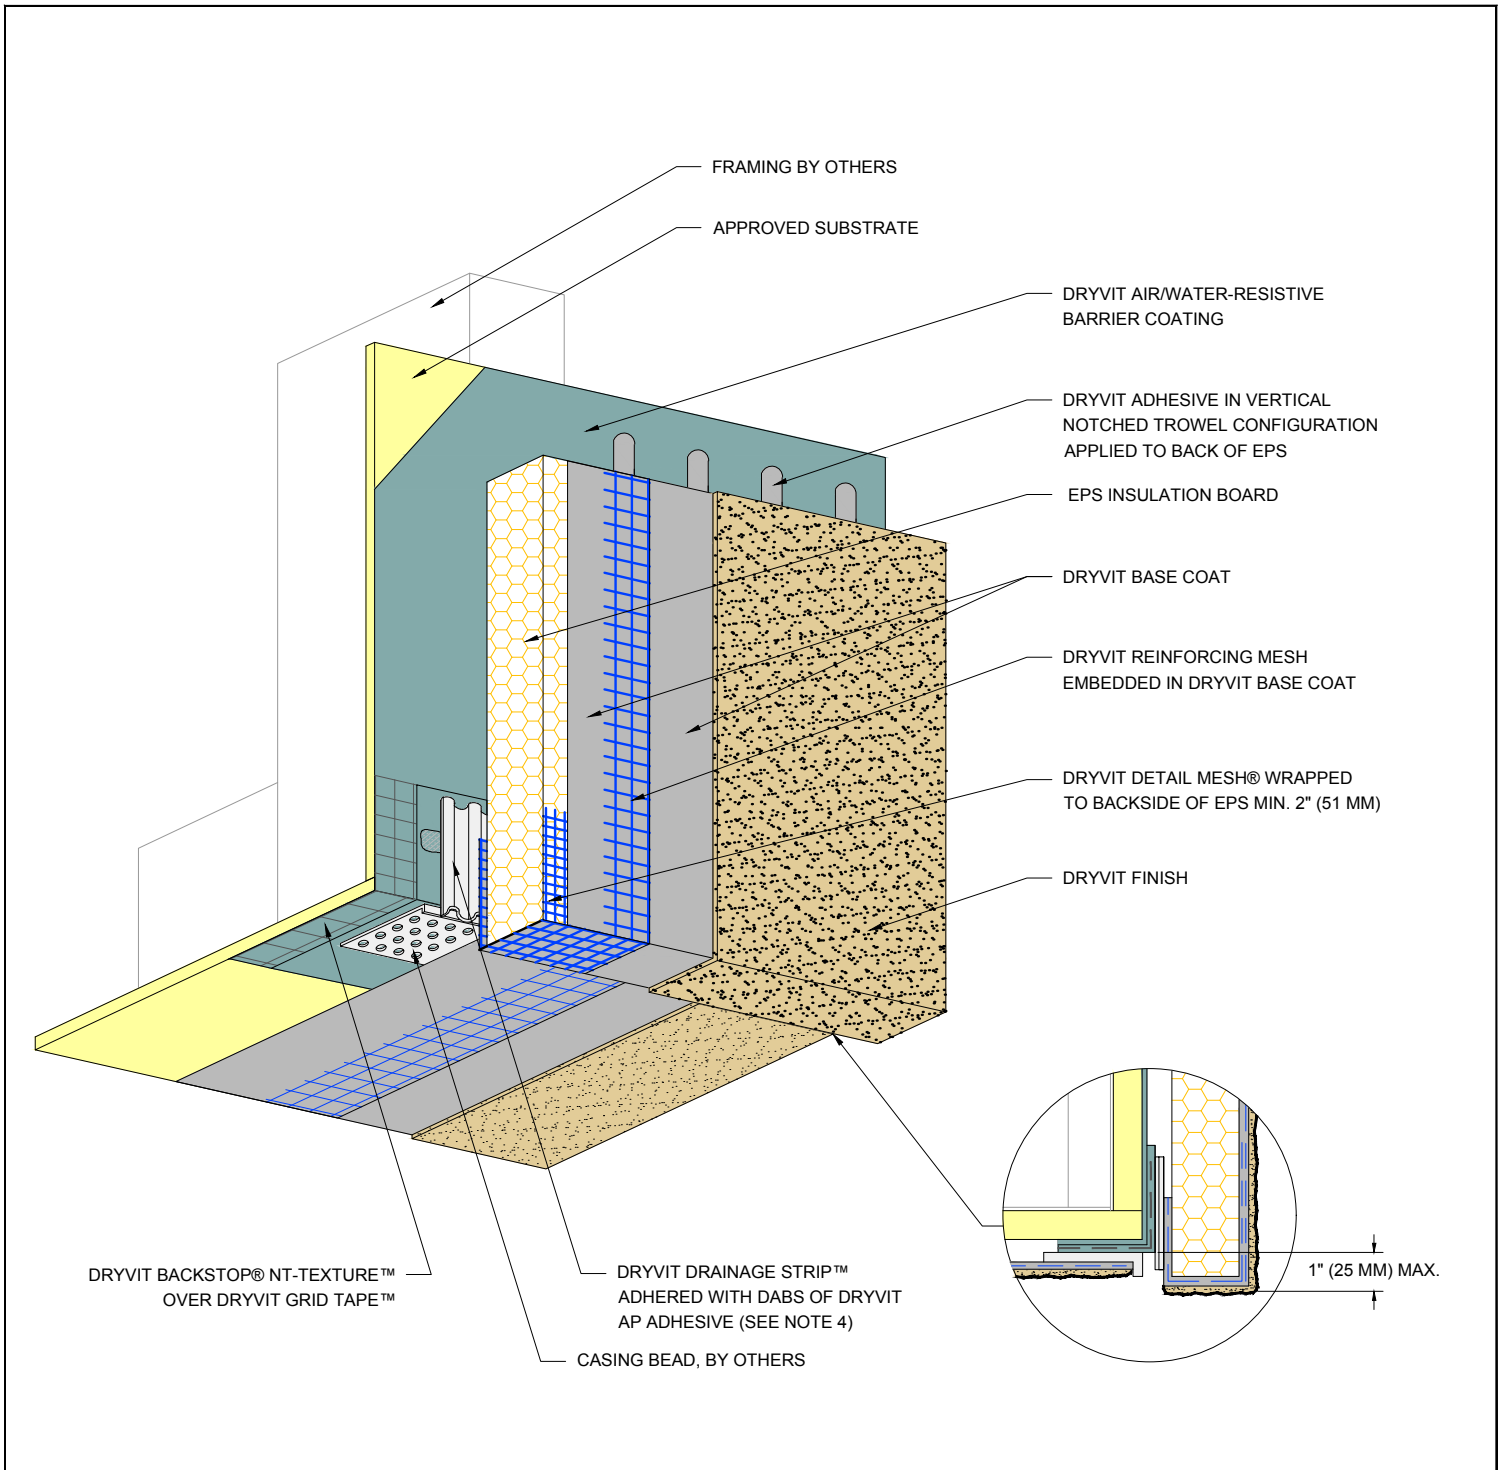 FRAMING BY OTHERS
APPROVED SUBSTRATE
DRYVIT AIR/WATER-RESISTIVE
BARRIER COATING
DRYVIT ADHESIVE IN VERTICAL
NOTCHED TROWEL CONFIGURATION
APPLIED TO BACK OF EPS
EPS INSULATION BOARD
DRYVIT BASE COAT
DRYVIT REINFORCING MESH
EMBEDDED IN DRYVIT BASE COAT
DRYVIT DETAIL MESH® WRAPPED
TO BACKSIDE OF EPS MIN. 2" (51 MM)
DRYVIT FINISH
1" (25 MM) MAX.
DRYVIT BACKSTOP® NT-TEXTURE™
OVER DRYVIT GRID TAPE™
DRYVIT DRAINAGE STRIP™
ADHERED WITH DABS OF DRYVIT
AP ADHESIVE (SEE NOTE 4)
CASING BEAD, BY OTHERS